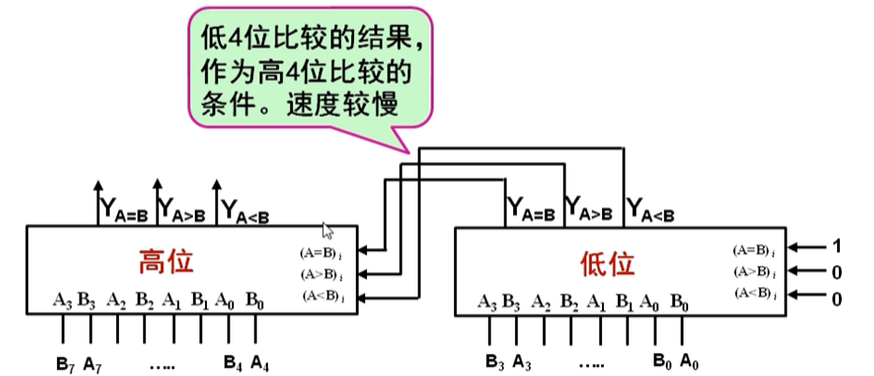 低4位比较的结果,
作为高4位比较的
条件。速度较慢
Y_{A=B} Y_{A>B} Y_{A<B}
高位
(A=B)_i
(A>B)_i
(A<B)_i
A_3 B_3 A_2 B_2 A_1 B_1 A_0 B_0
B_7 A_7 ..... B_4 A_4
Y_{A=B} Y_{A>B} Y_{A<B}
低位
(A=B)_i 1
(A>B)_i 0
(A<B)_i 0
A_3 B_3 A_2 B_2 A_1 B_1 A_0 B_0
B_3 A_3 ..... B_0 A_0